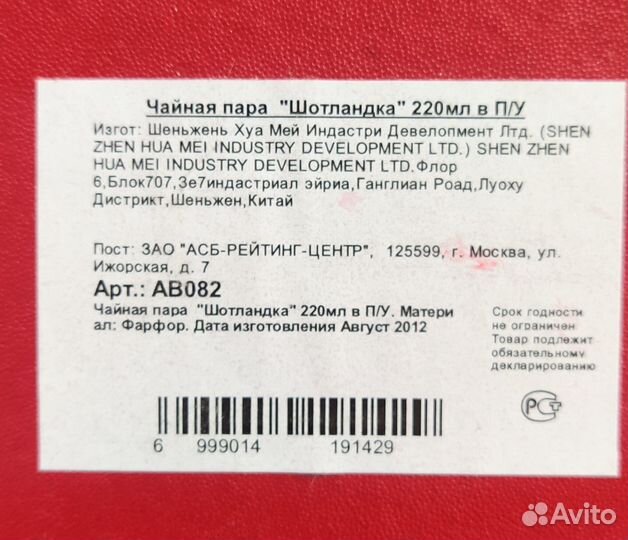 Чайная пара "Шотландка" 220мл в П/У
Изгот: Шеньжень Хуа Мей Индастри Девелопмент Лтд. (SHEN
ZHEN HUA MEI INDUSTRY DEVELOPMENT LTD.) SHEN ZHEN
HUA MEI INDUSTRY DEVELOPMENT LTD.Флор
6,Блок707,3е7индастриал эйриа,Ганглиан Роад,Луоху
Дистрикт,Шеньжен,Китай
Пост: ЗАО "АСБ-РЕЙТИНГ-ЦЕНТР", 125599, г. Москва, ул.
Ижорская, д. 7
Арт.: AB082
Чайная пара "Шотландка" 220мл в П/У. Матери
ал: Фарфор. Дата изготовления Август 2012
Срок годности
не ограничен
Товар подлежит
обязательному
декларированию
РСТ
6 999014 191429
Avito